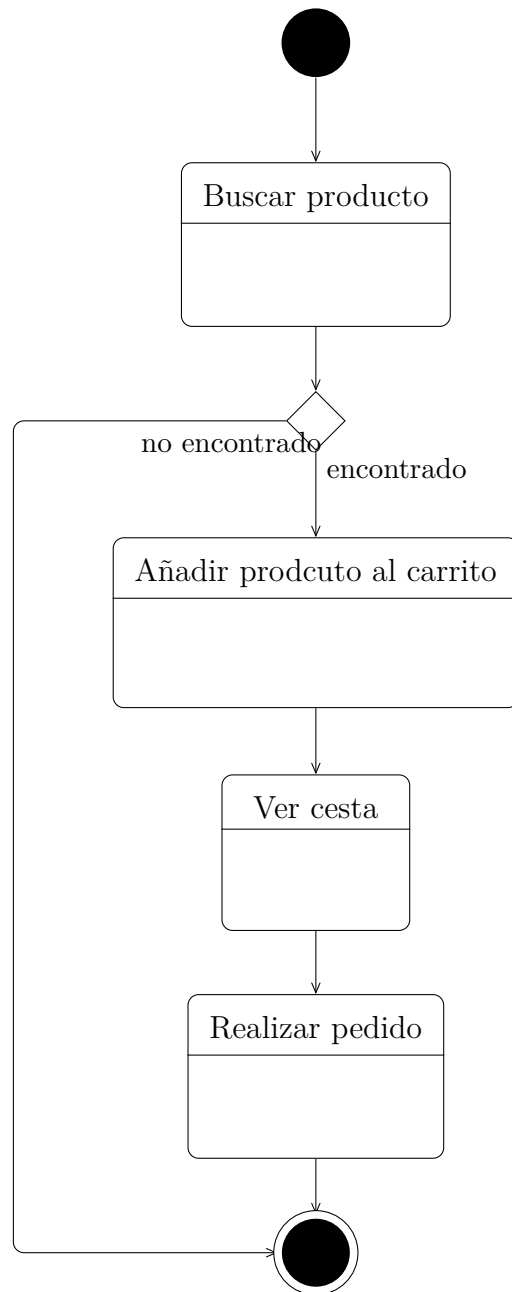 Buscar producto
no encontrado
encontrado
Añadir prodcuto al carrito
Ver cesta
Realizar pedido